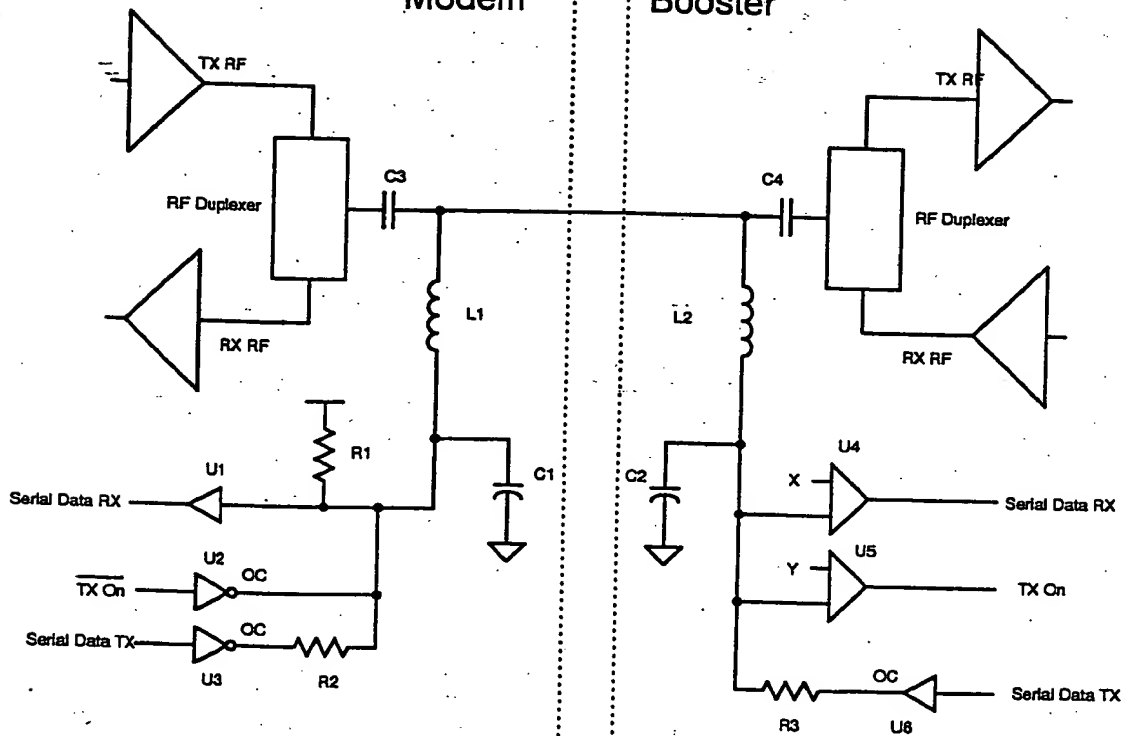 Modem
Booster
TX RF
TX RF
C3
C4
RF Duplexer
RF Duplexer
L1
L2
RX RF
RX RF
R1
U1
C1
C2
U4
X
Serial Data RX
Serial Data RX
U2
OC
U5
Y
TX On
TX On
Serial Data TX
OC
U3
R2
OC
Serial Data TX
R3
U6